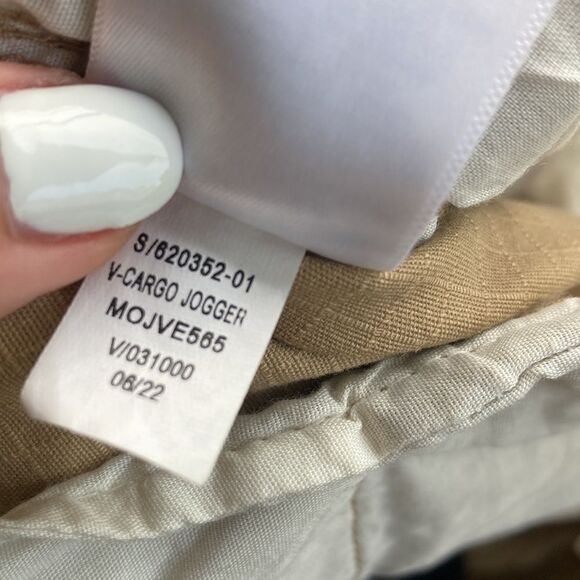 S/620352-01
V-CARGO JOGGER
MOJVE565
V/031000
06/22